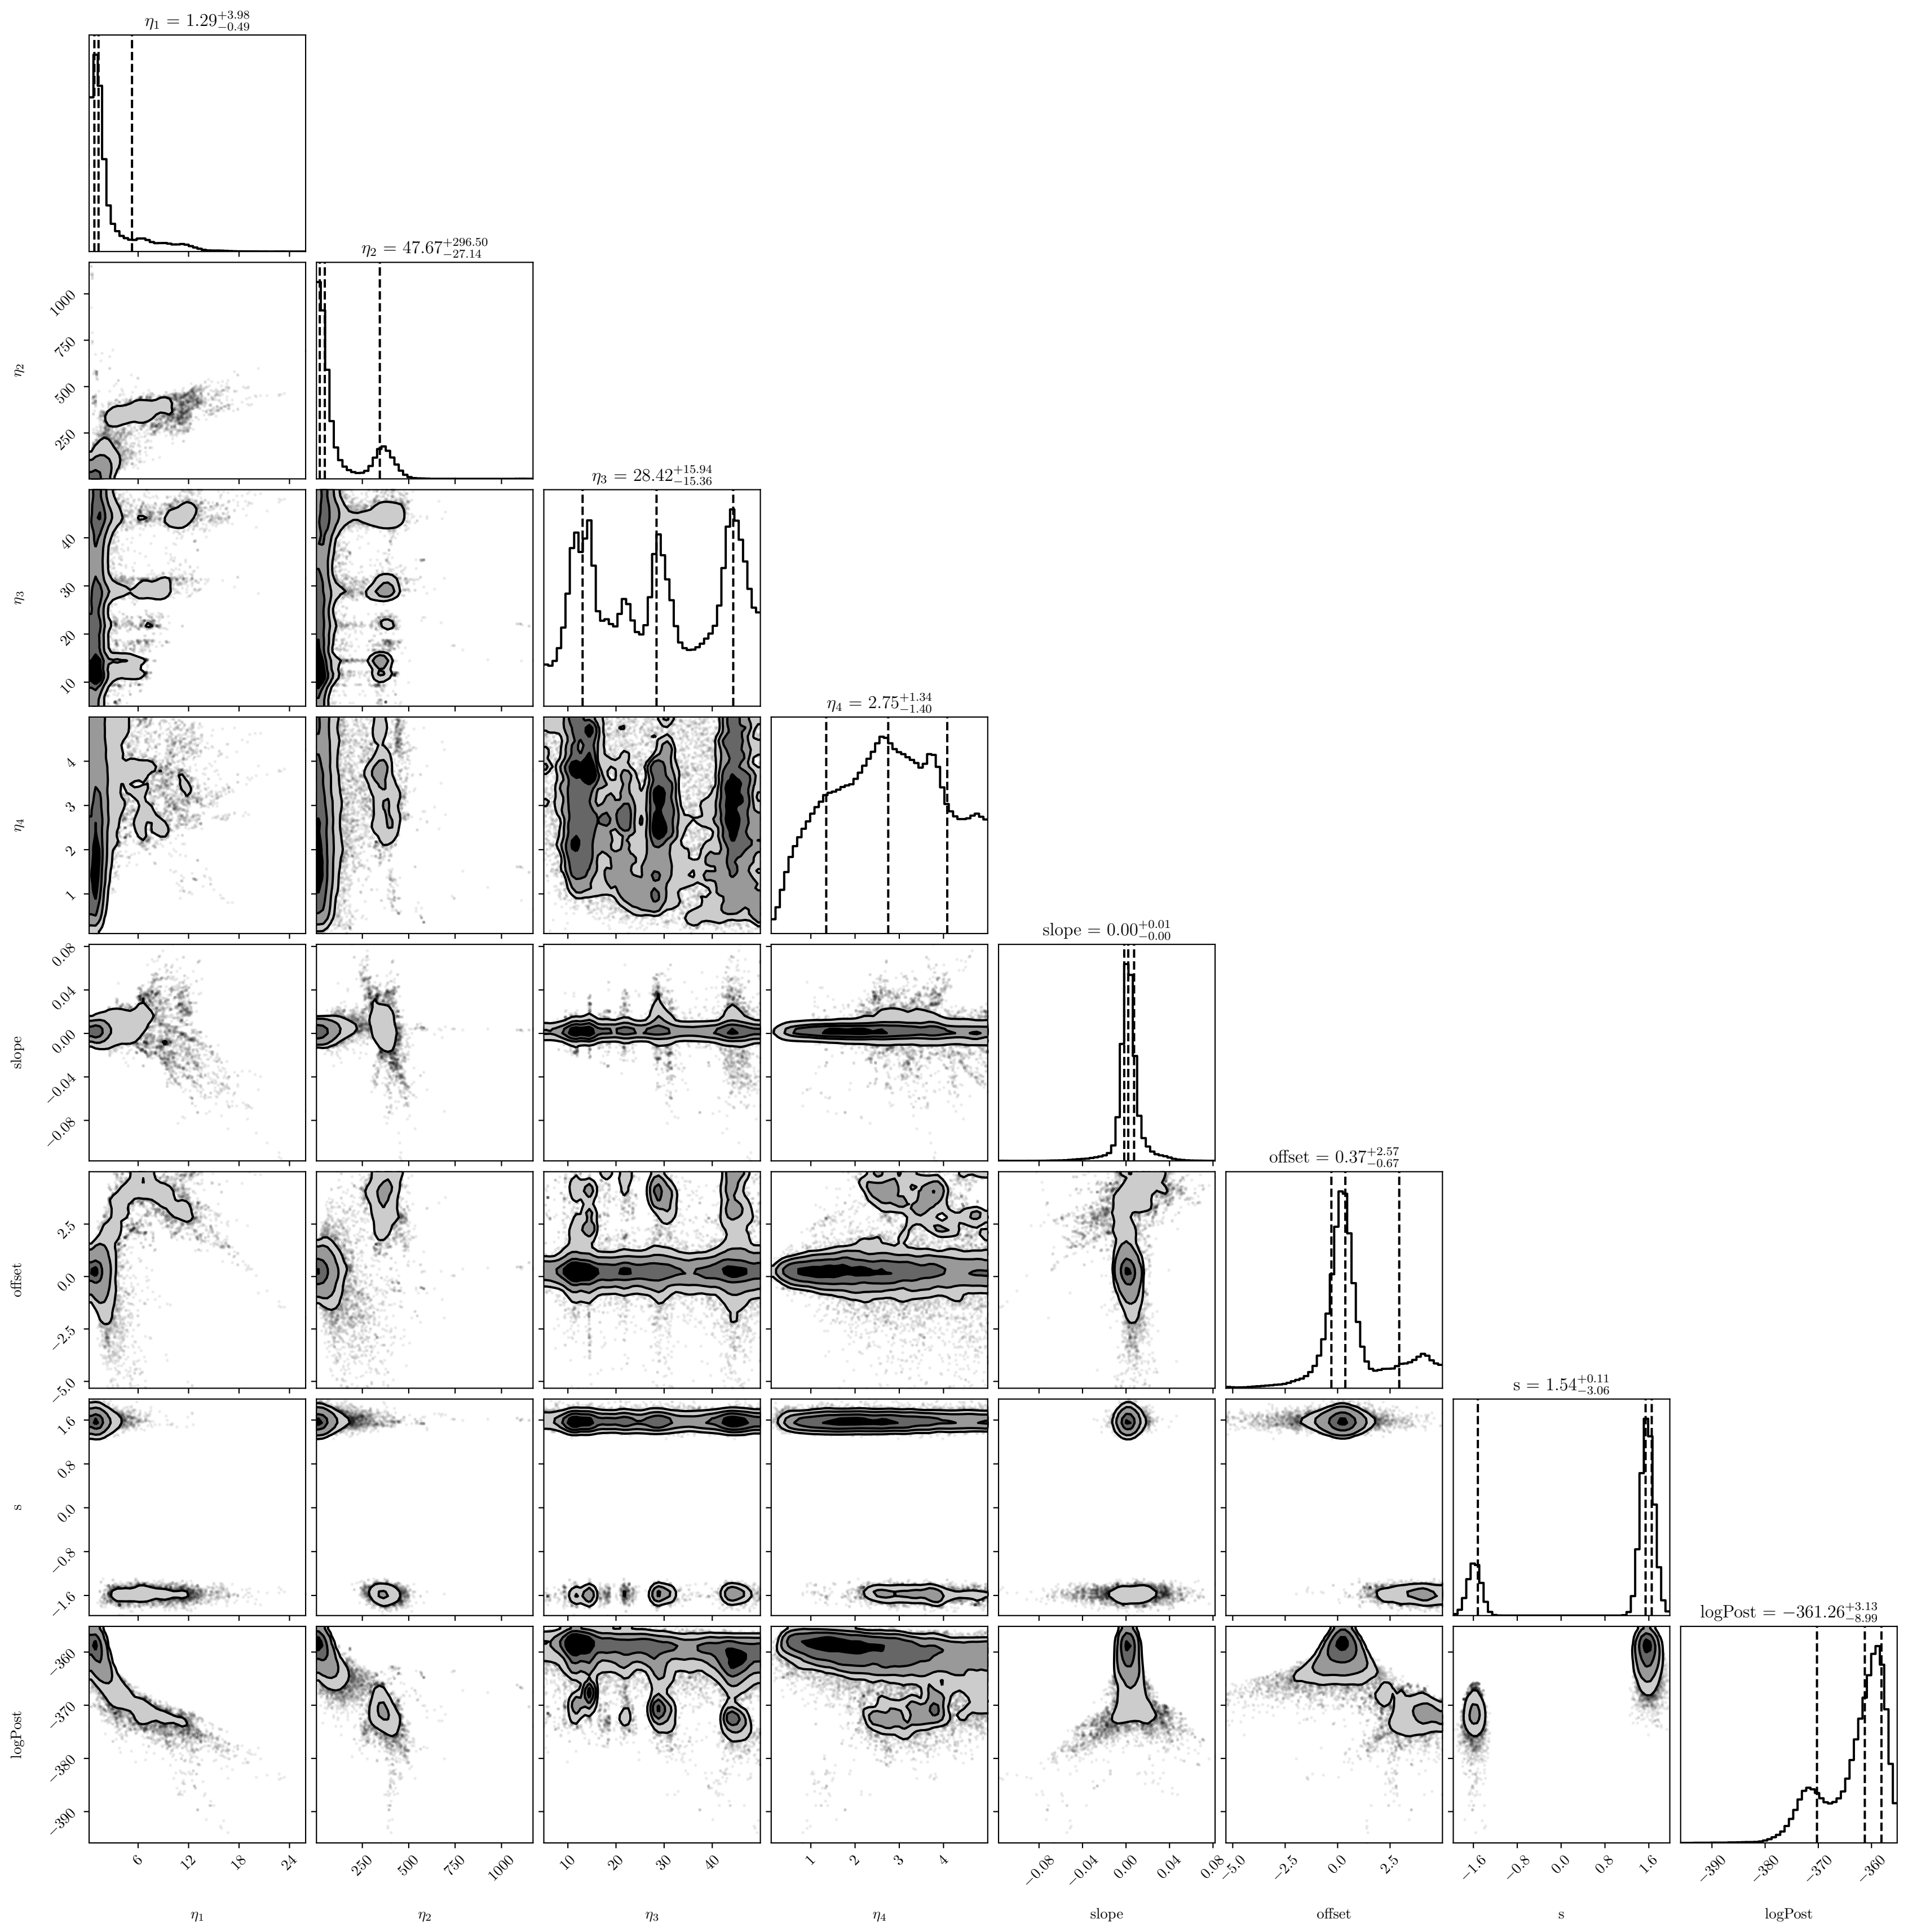 η₁ = 1.29 +3.98 −0.49
η₂ = 47.67 +296.50 −27.14
1000
750
500
250
η₂
η₃ = 28.42 +15.94 −15.36
40
30
20
10
η₃
η₄ = 2.75 +1.34 −1.40
4
3
2
1
η₄
slope = 0.00 +0.01 −0.00
0.08
0.04
0.00
−0.04
−0.08
slope
offset = 0.37 +2.57 −0.67
2.5
0.0
−2.5
−5.0
offset
s = 1.54 +0.11 −3.06
1.6
0.8
0.0
−0.8
−1.6
s
logPost = −361.26 +3.13 −8.99
−360
−370
−380
−390
logPost
6 12 18 24 250 500 750 1000 10 20 30 40 1 2 3 4 −0.08 −0.04 0.00 0.04 0.08 −5.0 −2.5 0.0 2.5 −1.6 −0.8 0.0 0.8 1.6 −390 −380 −370 −360
η₁ η₂ η₃ η₄ slope offset s logPost